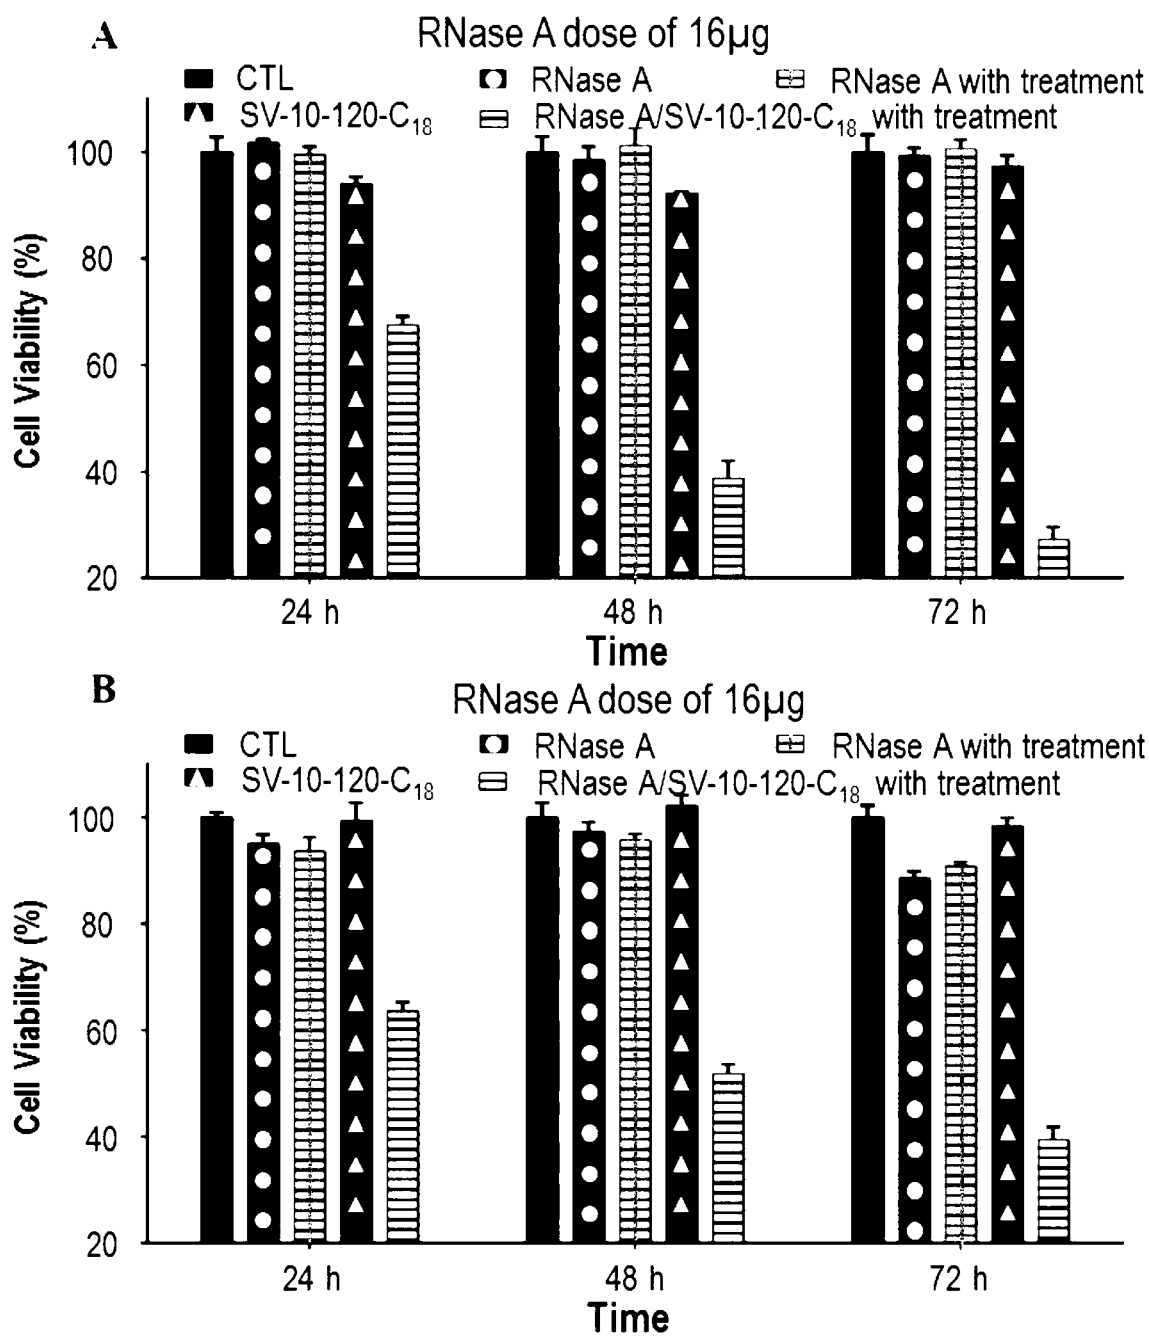 A
RNase A dose of 16µg
CTL RNase A RNase A with treatment
SV-10-120-C18 RNase A/SV-10-120-C18 with treatment
100
80
60
40
20
Cell Viability (%)
24 h 48 h 72 h
Time
B
RNase A dose of 16µg
CTL RNase A RNase A with treatment
SV-10-120-C18 RNase A/SV-10-120-C18 with treatment
100
80
60
40
20
Cell Viability (%)
24 h 48 h 72 h
Time